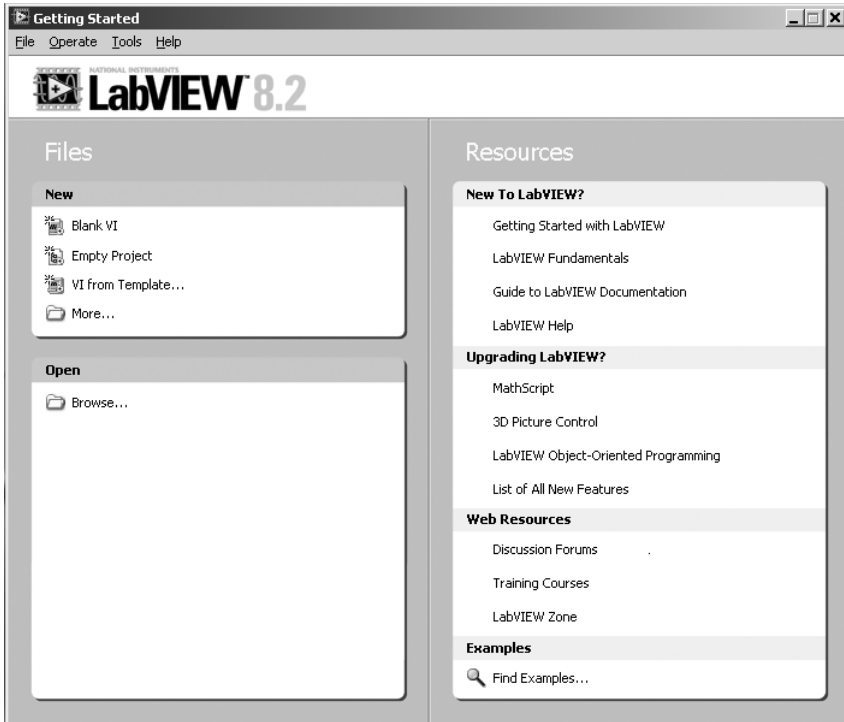 Getting Started
File Operate Tools Help
NATIONAL INSTRUMENTS
LabVIEW™ 8.2
Files
New
Blank VI
Empty Project
VI from Template...
More...
Open
Browse...
Resources
New To LabVIEW?
Getting Started with LabVIEW
LabVIEW Fundamentals
Guide to LabVIEW Documentation
LabVIEW Help
Upgrading LabVIEW?
MathScript
3D Picture Control
LabVIEW Object-Oriented Programming
List of All New Features
Web Resources
Discussion Forums
Training Courses
LabVIEW Zone
Examples
Find Examples...